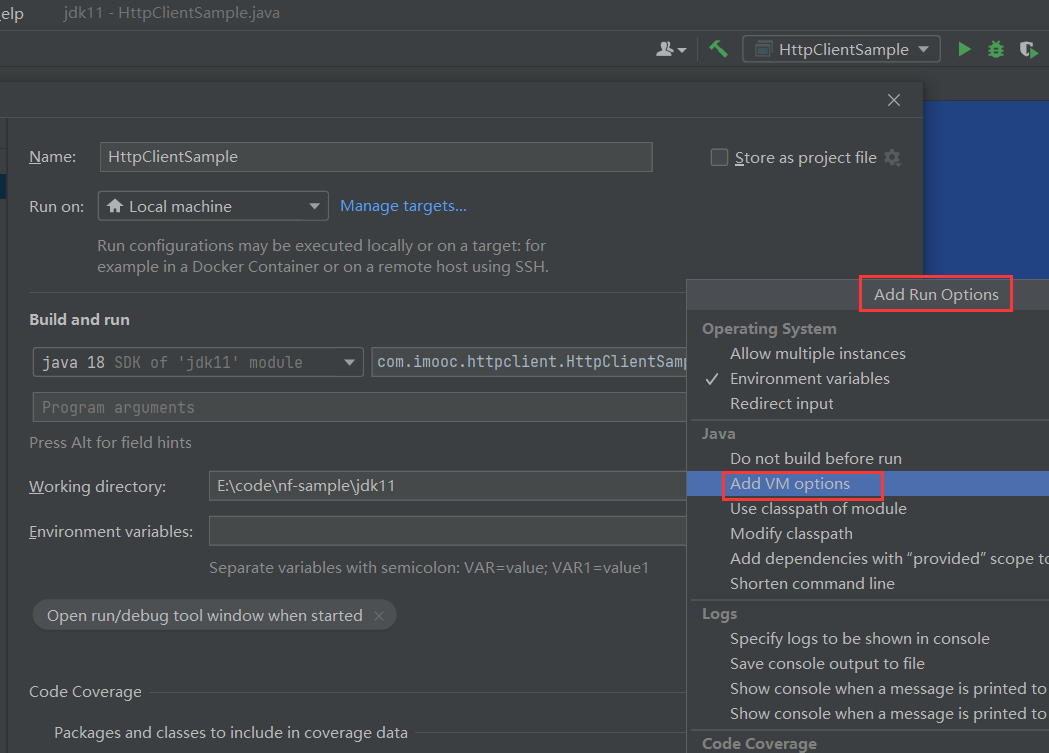 elp jdk11 - HttpClientSample.java
HttpClientSample
Name: HttpClientSample Store as project file
Run on: Local machine Manage targets...
Run configurations may be executed locally or on a target: for
example in a Docker Container or on a remote host using SSH.
Build and run
java 18 SDK of 'jdk11' module com.imooc.httpclient.HttpClientSamp
Program arguments
Press Alt for field hints
Working directory: E:\code\nf-sample\jdk11
Environment variables:
Separate variables with semicolon: VAR=value; VAR1=value1
Open run/debug tool window when started
Code Coverage
Packages and classes to include in coverage data
Add Run Options
Operating System
Allow multiple instances
Environment variables
Redirect input
Java
Do not build before run
Add VM options
Use classpath of module
Modify classpath
Add dependencies with “provided” scope to
Shorten command line
Logs
Specify logs to be shown in console
Save console output to file
Show console when a message is printed to
Show console when a message is printed to
Code Coverage